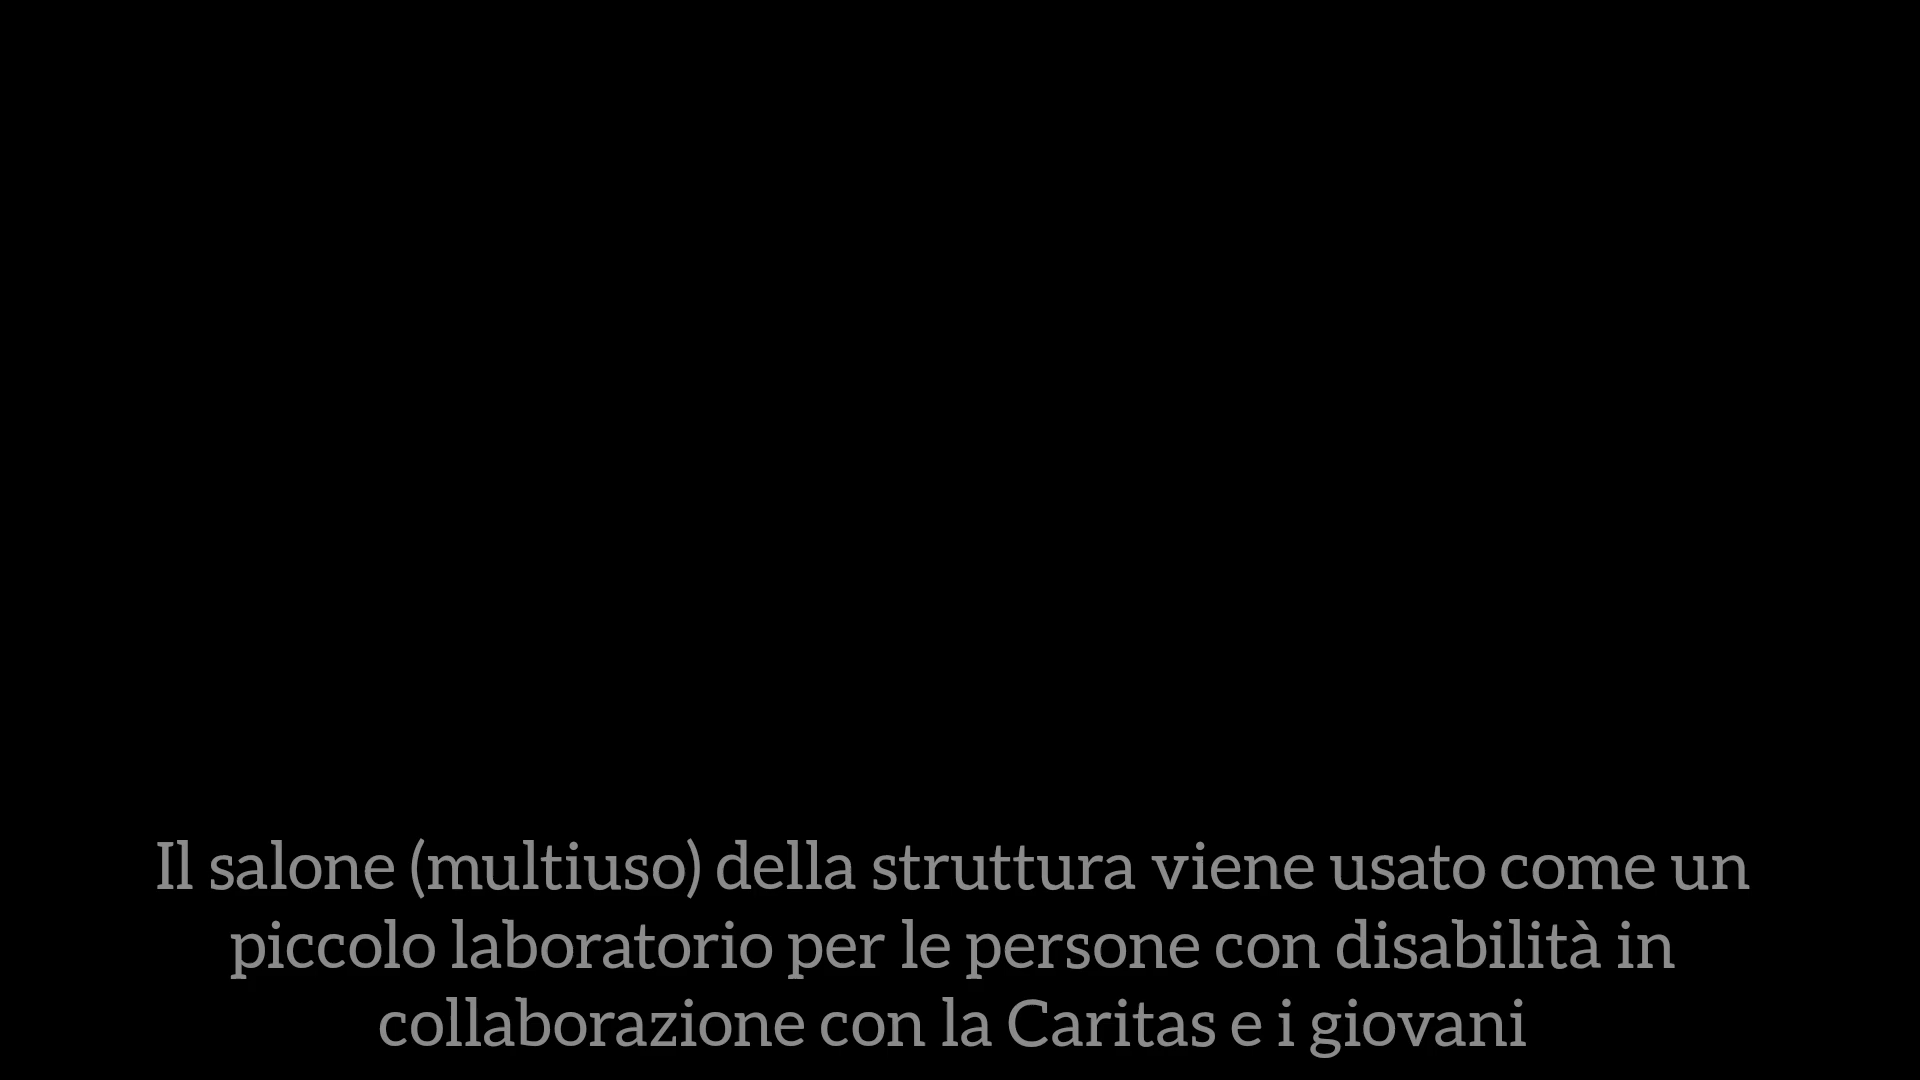 Il salone (multiuso) della struttura viene usato come un
piccolo laboratorio per le persone con disabilità in
collaborazione con la Caritas e i giovani